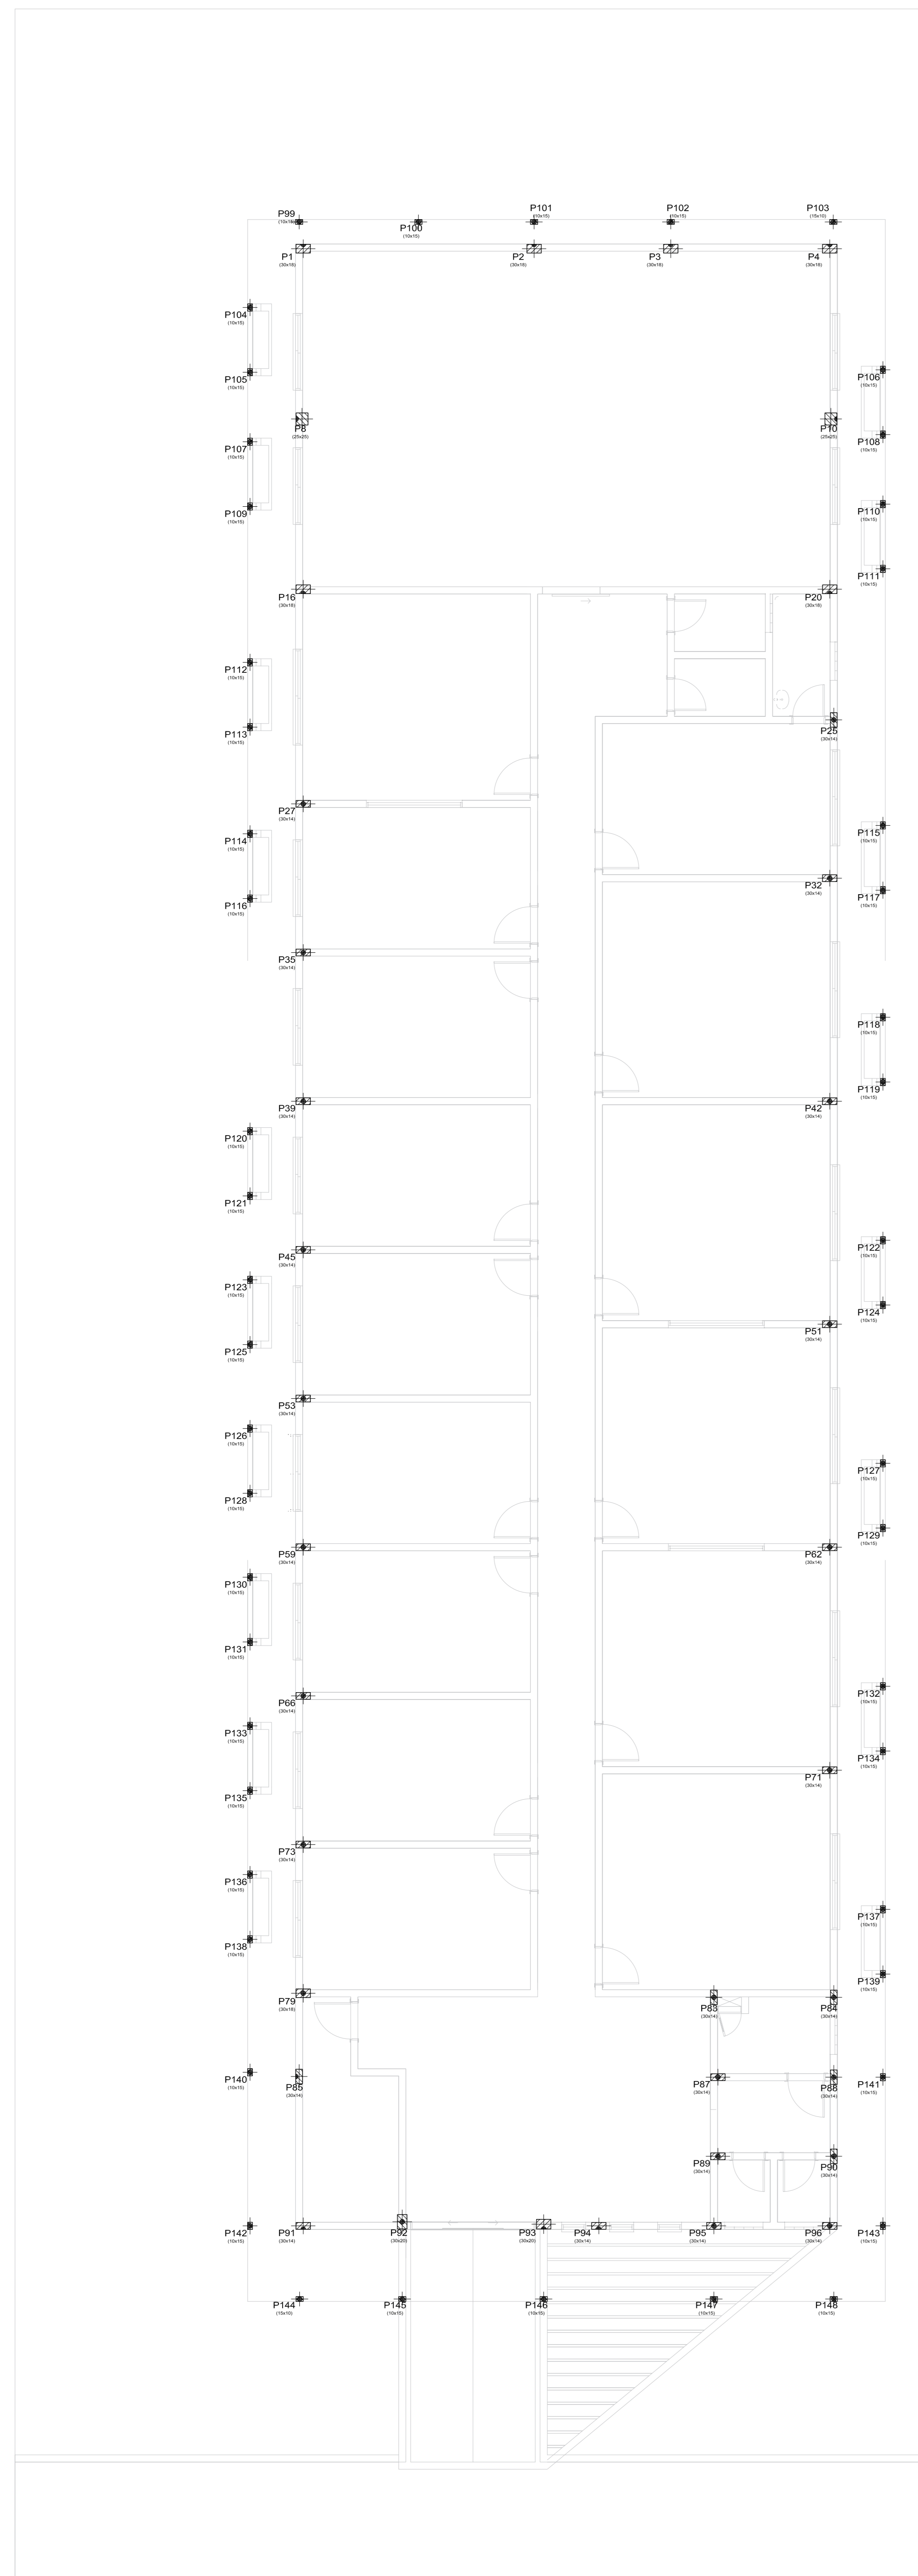 P99
(10x18)
P100
(10x15)
P101
(10x15)
P102
(10x15)
P103
(15x10)
P1
(30x18)
P2
(30x18)
P3
(30x18)
P4
(30x18)
P104
(10x15)
P105
(10x15)
P106
(10x15)
P8
(25x25)
P10
(25x25)
P107
(10x15)
P108
(10x15)
P109
(10x15)
P110
(10x15)
P111
(10x15)
P16
(30x18)
P20
(30x18)
P112
(10x15)
P113
(10x15)
P25
(30x14)
P27
(30x14)
P114
(10x15)
P115
(10x15)
P32
(30x14)
P116
(10x15)
P117
(10x15)
P35
(30x14)
P118
(10x15)
P119
(10x15)
P39
(30x14)
P42
(30x14)
P120
(10x15)
P121
(10x15)
P122
(10x15)
P45
(30x14)
P123
(10x15)
P124
(10x15)
P51
(30x14)
P125
(10x15)
P53
(30x14)
P126
(10x15)
P127
(10x15)
P128
(10x15)
P129
(10x15)
P59
(30x14)
P62
(30x14)
P130
(10x15)
P131
(10x15)
P132
(10x15)
P66
(30x14)
P133
(10x15)
P134
(10x15)
P71
(30x14)
P135
(10x15)
P73
(30x14)
P136
(10x15)
P137
(10x15)
P138
(10x15)
P139
(10x15)
P79
(30x18)
P83
(30x14)
P84
(30x14)
P140
(10x15)
P85
(30x14)
P87
(30x14)
P88
(30x14)
P141
(10x15)
P89
(30x14)
P90
(30x14)
P142
(10x15)
P91
(30x14)
P92
(30x20)
P93
(30x20)
P94
(30x14)
P95
(30x14)
P96
(30x14)
P143
(10x15)
P144
(15x10)
P145
(10x15)
P146
(10x15)
P147
(10x15)
P148
(10x15)